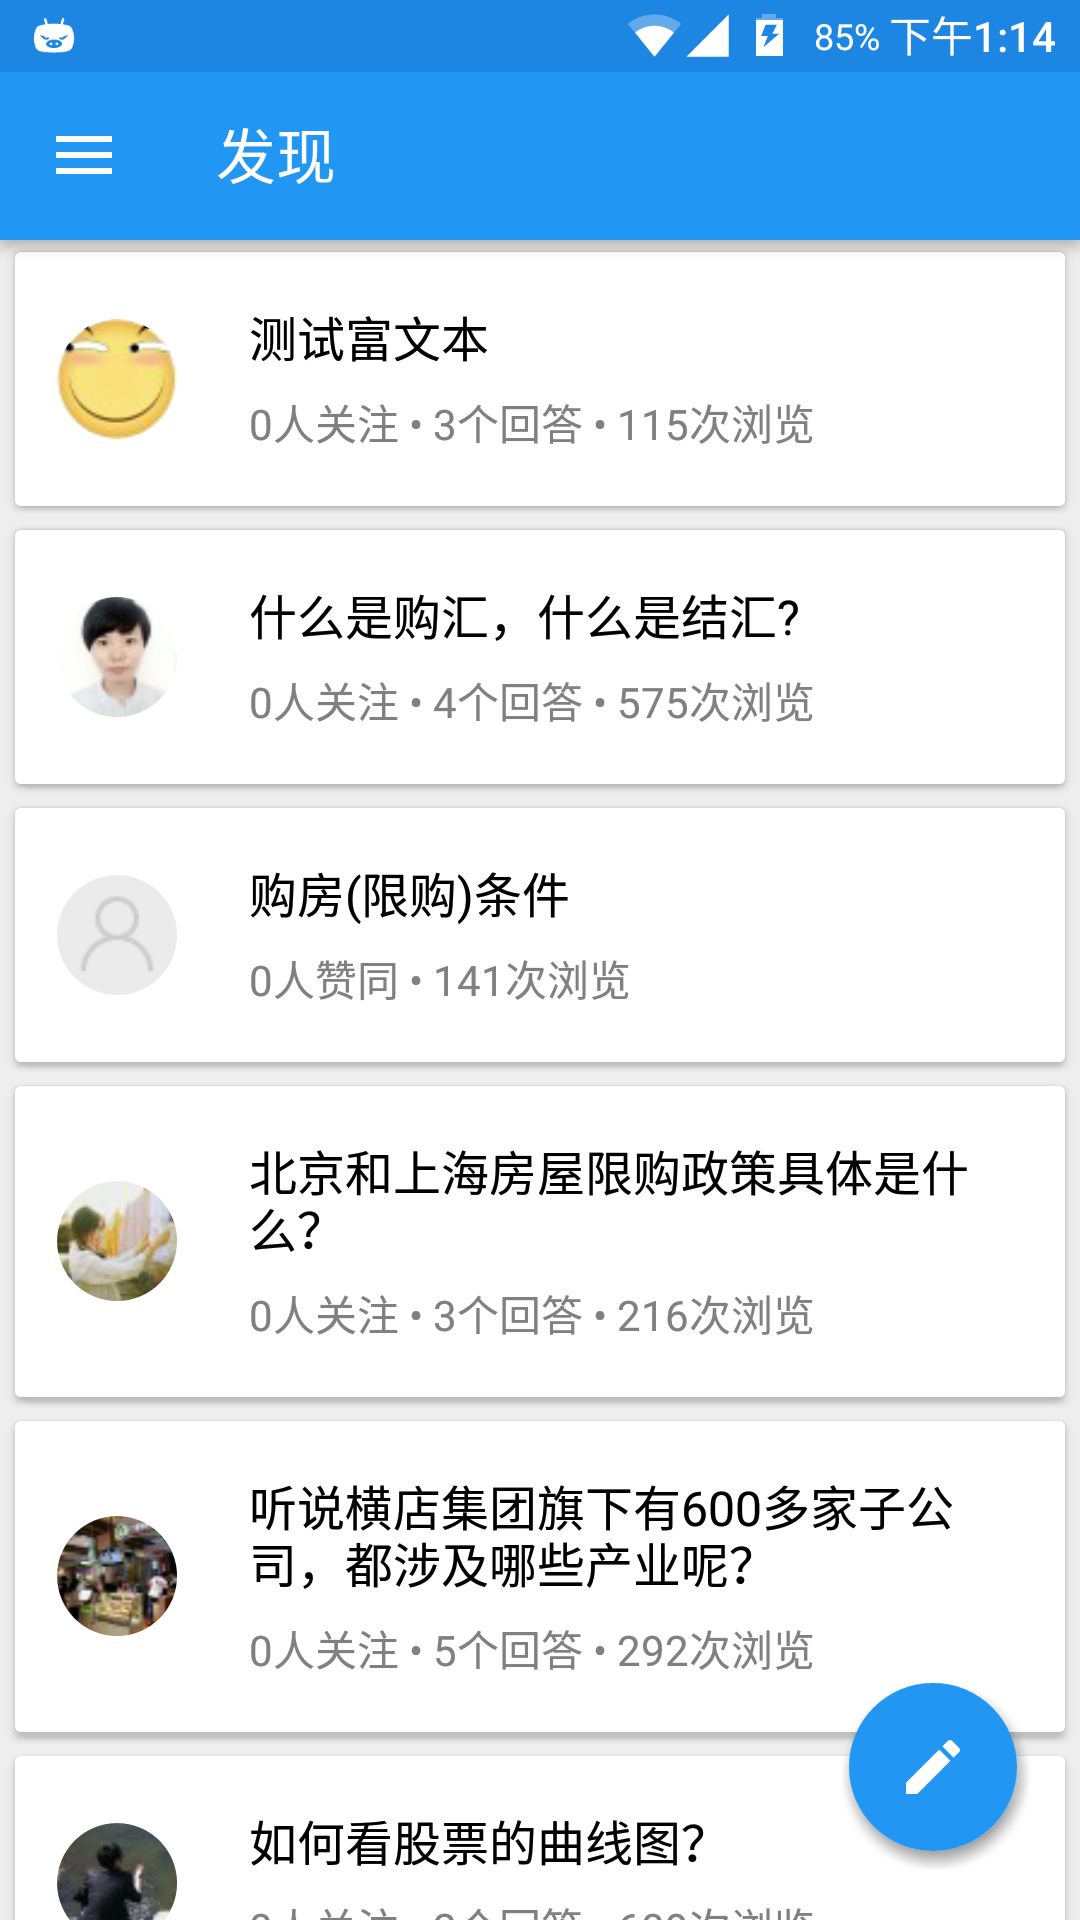 85% 下午1:14
发现
测试富文本
0人关注 • 3个回答 • 115次浏览
什么是购汇，什么是结汇?
0人关注 • 4个回答 • 575次浏览
购房(限购)条件
0人赞同 • 141次浏览
北京和上海房屋限购政策具体是什
么？
0人关注 • 3个回答 • 216次浏览
听说横店集团旗下有600多家子公
司，都涉及哪些产业呢？
0人关注 • 5个回答 • 292次浏览
如何看股票的曲线图？